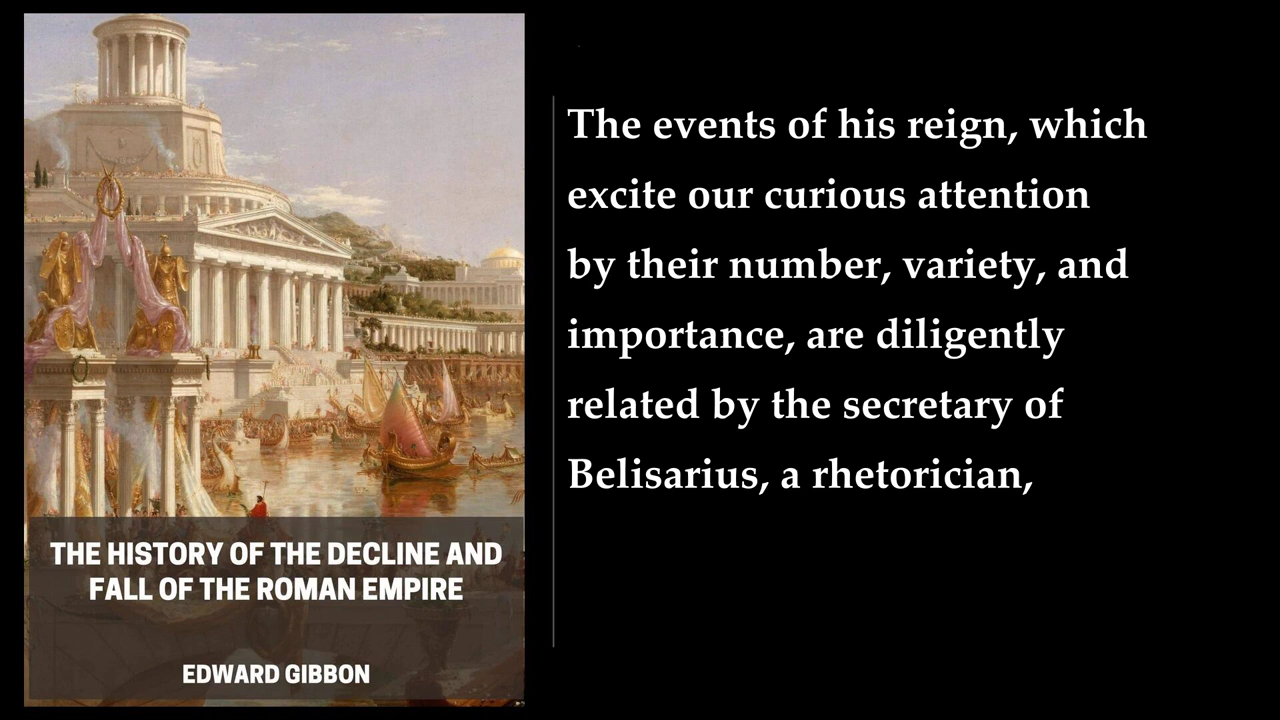 THE HISTORY OF THE DECLINE AND
FALL OF THE ROMAN EMPIRE
EDWARD GIBBON
The events of his reign, which
excite our curious attention
by their number, variety, and
importance, are diligently
related by the secretary of
Belisarius, a rhetorician,